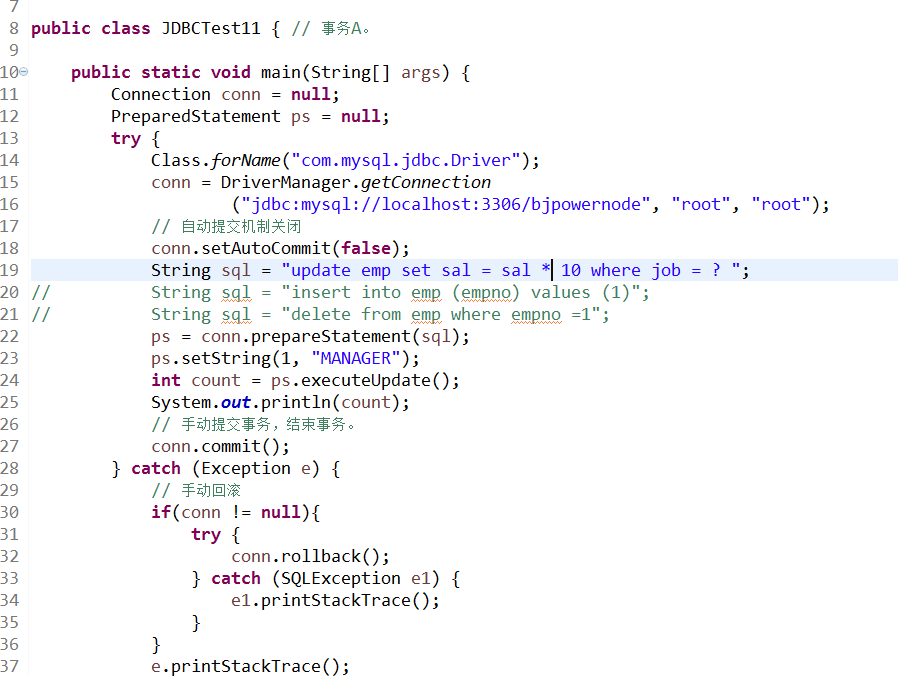 7
8 public class JDBCTest11 { // 事务A。
9
10 public static void main(String[] args) {
11 Connection conn = null;
12 PreparedStatement ps = null;
13 try {
14 Class.forName("com.mysql.jdbc.Driver");
15 conn = DriverManager.getConnection
16 ("jdbc:mysql://localhost:3306/bjpowernode", "root", "root");
17 // 自动提交机制关闭
18 conn.setAutoCommit(false);
19 String sql = "update emp set sal = sal * 10 where job = ? ";
20 // String sql = "insert into emp (empno) values (1)";
21 // String sql = "delete from emp where empno =1";
22 ps = conn.prepareStatement(sql);
23 ps.setString(1, "MANAGER");
24 int count = ps.executeUpdate();
25 System.out.println(count);
26 // 手动提交事务，结束事务。
27 conn.commit();
28 } catch (Exception e) {
29 // 手动回滚
30 if(conn != null){
31 try {
32 conn.rollback();
33 } catch (SQLException e1) {
34 e1.printStackTrace();
35 }
36 }
37 e.printStackTrace();